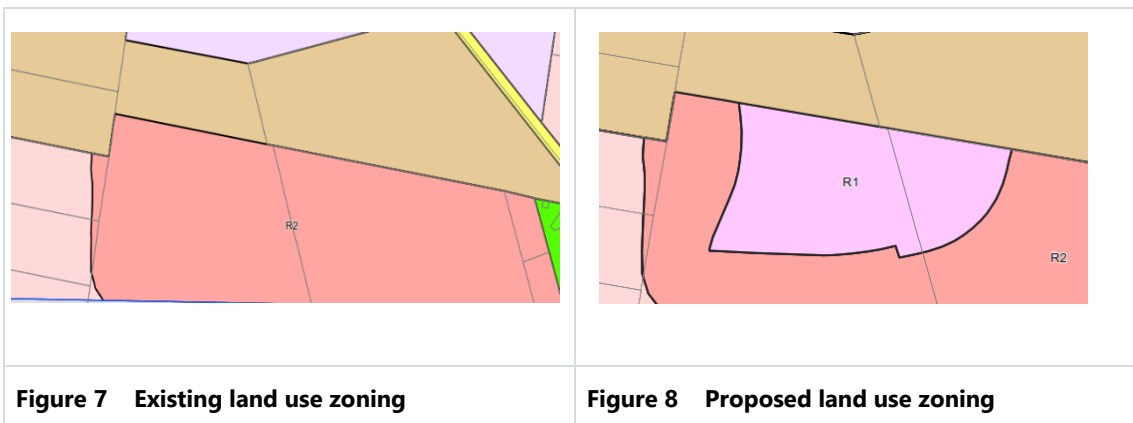 R2
R1
R2
Figure 7 Existing land use zoning
Figure 8 Proposed land use zoning